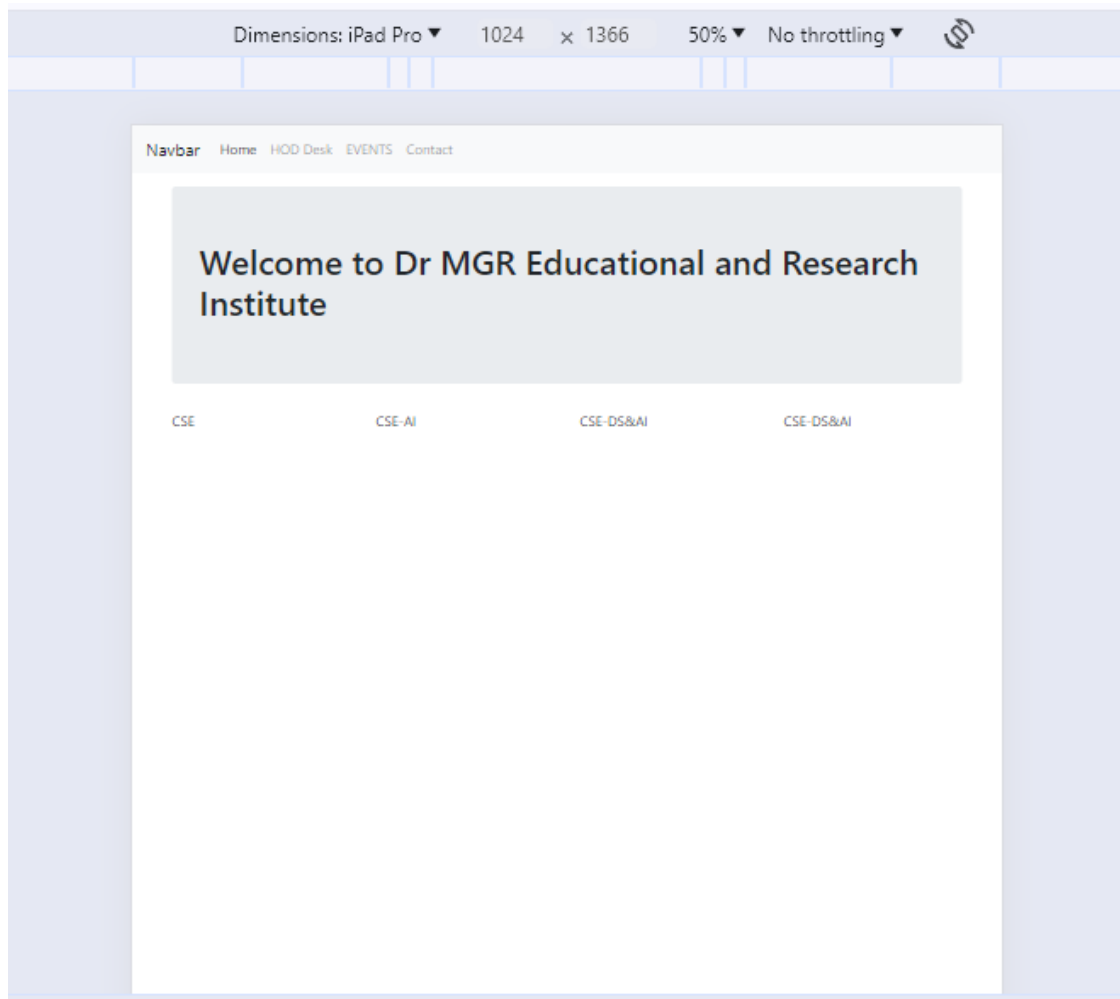 Dimensions: iPad Pro 1024 × 1366 50% No throttling
Navbar Home HOD Desk EVENTS Contact
Welcome to Dr MGR Educational and Research
Institute
CSE CSE-AI CSE-DS&AI CSE-DS&AI